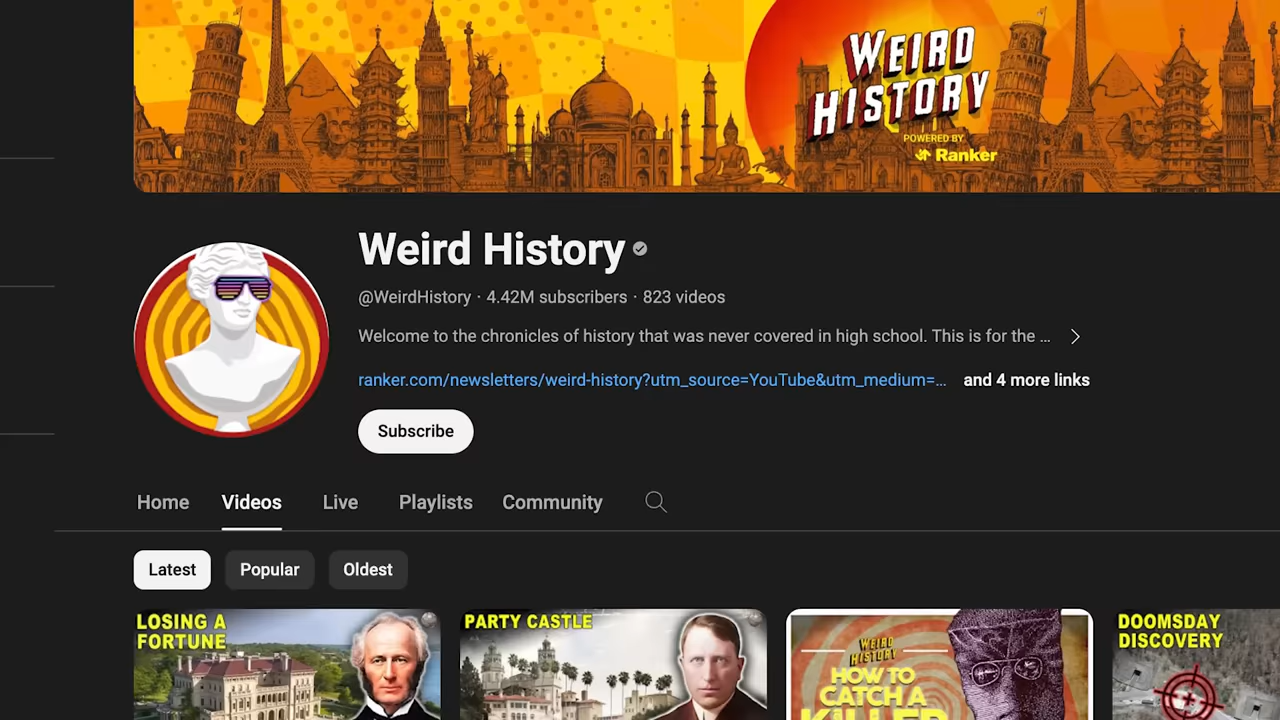 WEIRD
HISTORY
POWERED BY
Ranker
Weird History
@WeirdHistory · 4.42M subscribers · 823 videos
Welcome to the chronicles of history that was never covered in high school. This is for the ...
ranker.com/newsletters/weird-history?utm_source=YouTube&utm_medium=... and 4 more links
Subscribe
Home Videos Live Playlists Community
Latest Popular Oldest
LOSING A
FORTUNE
PARTY CASTLE
WEIRD
HISTORY
HOW TO
CATCH A
KILLER
DOOMSDAY
DISCOVERY